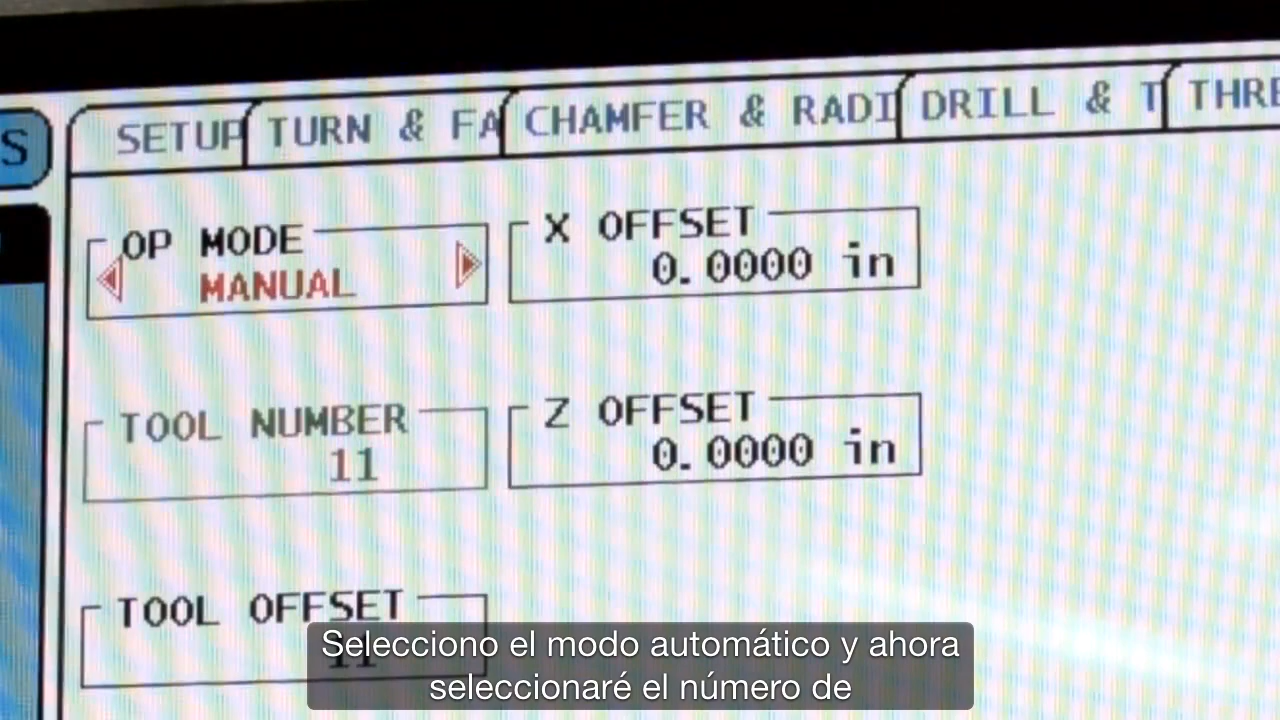 S
SETUP TURN & FA CHAMFER & RADI DRILL & T THRE
OP MODE
MANUAL
X OFFSET
0.0000 in
TOOL NUMBER
11
Z OFFSET
0.0000 in
TOOL OFFSET
11
Selecciono el modo automático y ahora
seleccionaré el número de